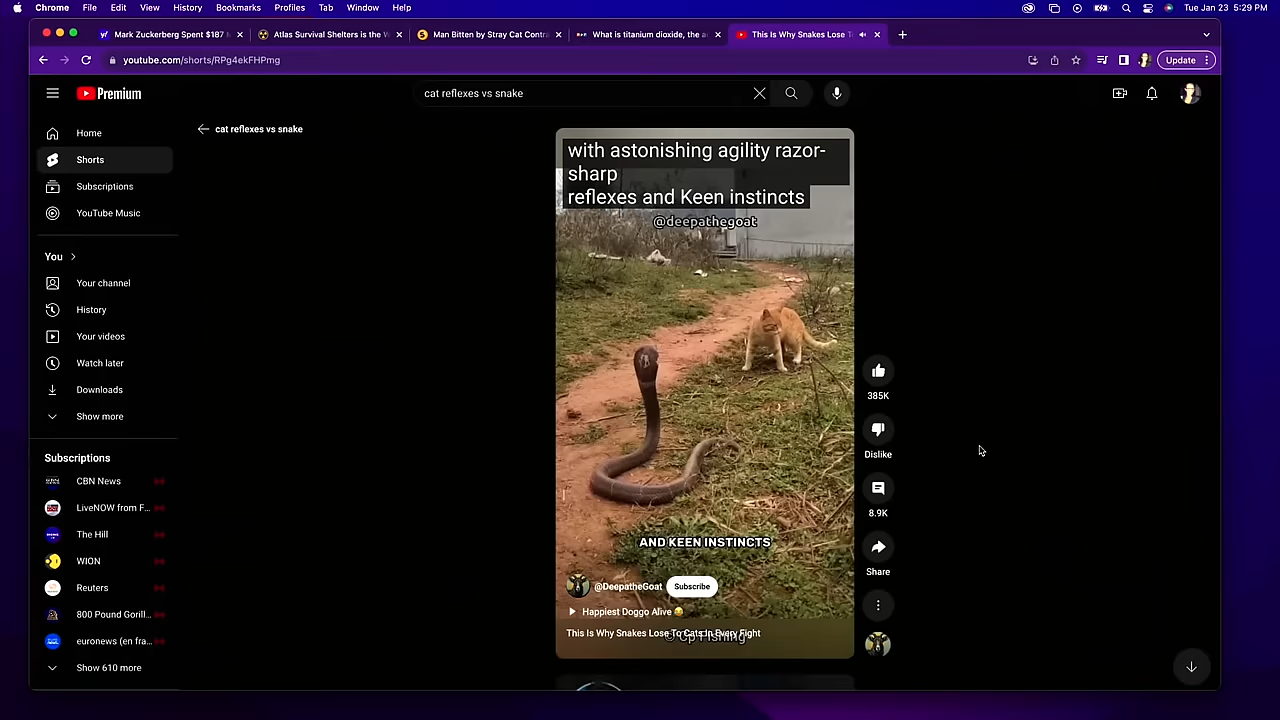 Chrome File Edit View History Bookmarks Profiles Tab Window Help Tue Jan 23 5:29 PM
Mark Zuckerberg Spent $187 Atlas Survival Shelters is the Man Bitten by Stray Cat Contra What is titanium dioxide, the a This Is Why Snakes Lose
youtube.com/shorts/RPg4ekFHPmg Update
Premium
cat reflexes vs snake
cat reflexes vs snake
Home
Shorts
Subscriptions
YouTube Music
You
Your channel
History
Your videos
Watch later
Downloads
Show more
Subscriptions
CBN News
LiveNOW from F...
The Hill
WION
Reuters
800 Pound Gorill...
euronews (en fra...
Show 610 more
with astonishing agility razor-
sharp
reflexes and Keen instincts
@deepathegoat
AND KEEN INSTINCTS
@DeepatheGoat Subscribe
Happiest Doggo Alive 😂
This Is Why Snakes Lose To Cats In Every Fight
© Cp Fishing
385K
Dislike
8.9K
Share